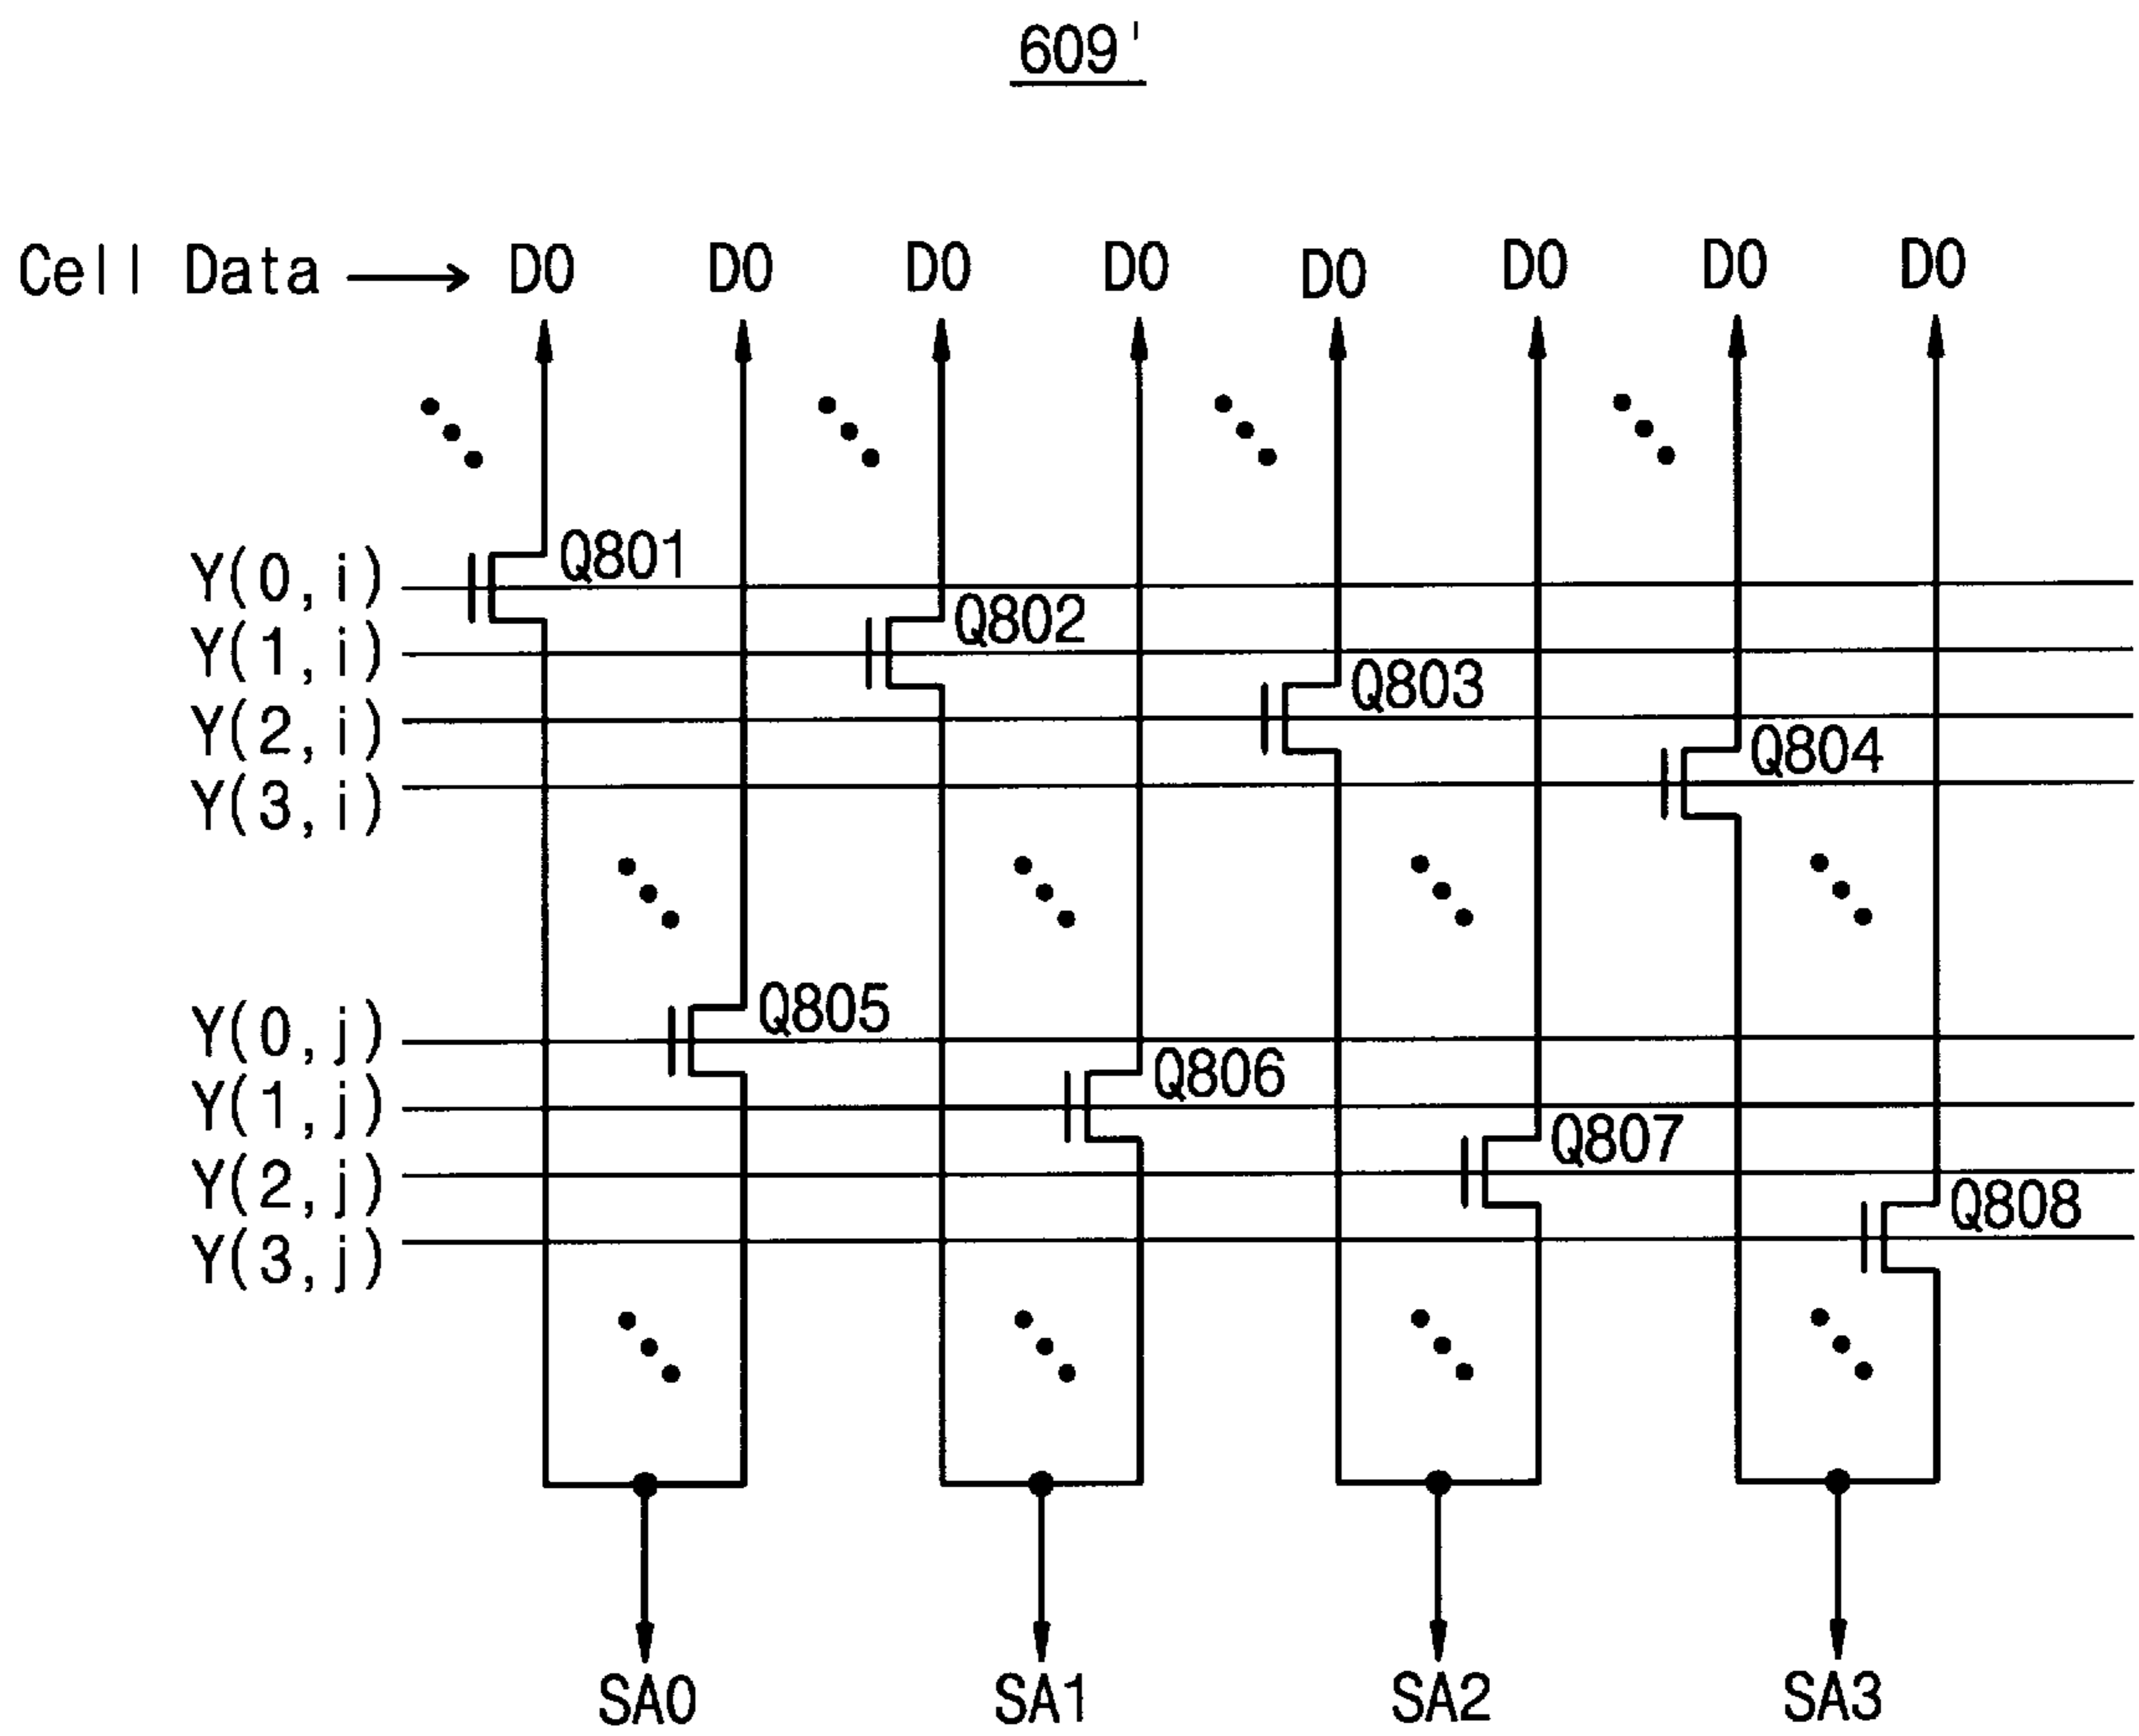 609'
Cell Data → D0 D0 D0 D0 D0 D0 D0 D0
Y(0,i) Q801
Y(1,i) Q802
Y(2,i) Q803
Y(3,i) Q804
Y(0,j) Q805
Y(1,j) Q806
Y(2,j) Q807
Y(3,j) Q808
SA0 SA1 SA2 SA3